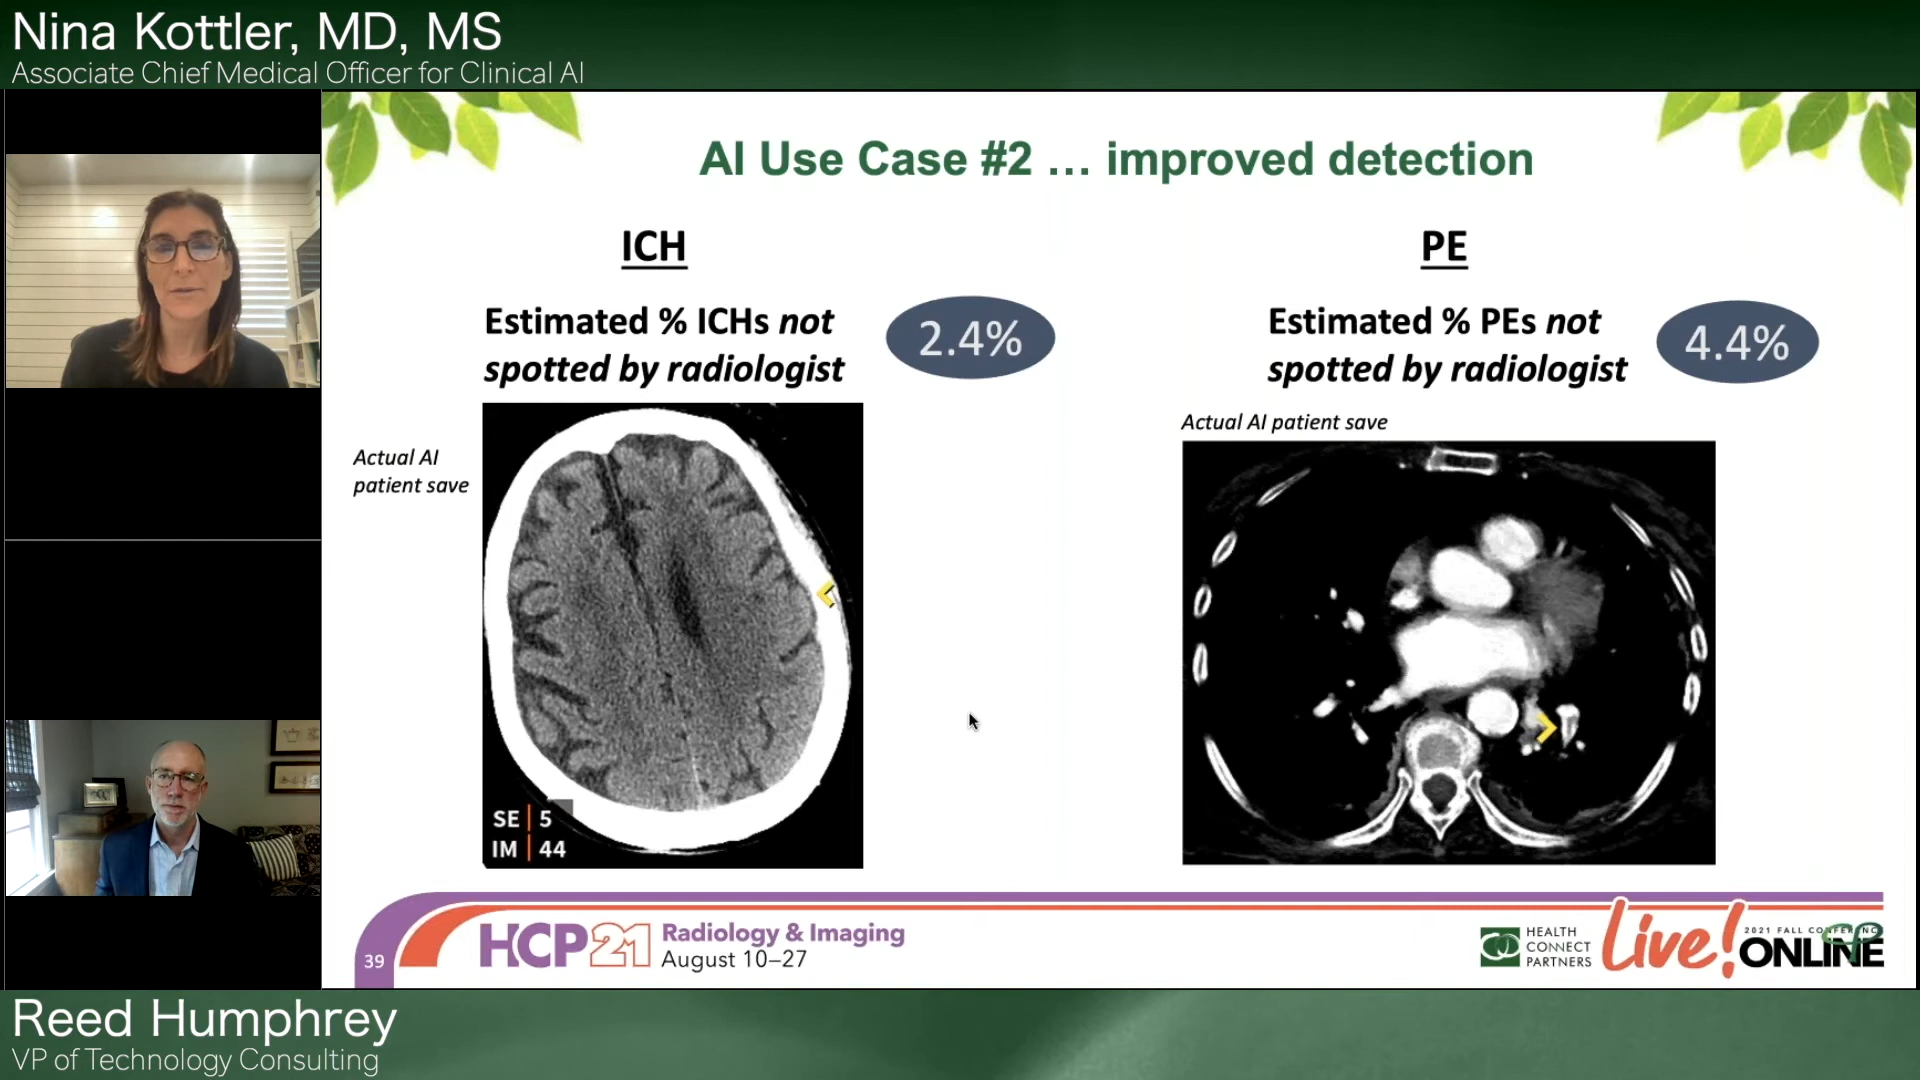 Nina Kottler, MD, MS
Associate Chief Medical Officer for Clinical AI
AI Use Case #2 … improved detection
ICH
Estimated % ICHs not
spotted by radiologist
2.4%
Actual AI
patient save
SE | 5
IM | 44
PE
Estimated % PEs not
spotted by radiologist
4.4%
Actual AI patient save
39
HCP21
Radiology & Imaging
August 10–27
HEALTH
CONNECT
PARTNERS
Live!
2021 FALL CONFERENCE
ONLINE
Reed Humphrey
VP of Technology Consulting